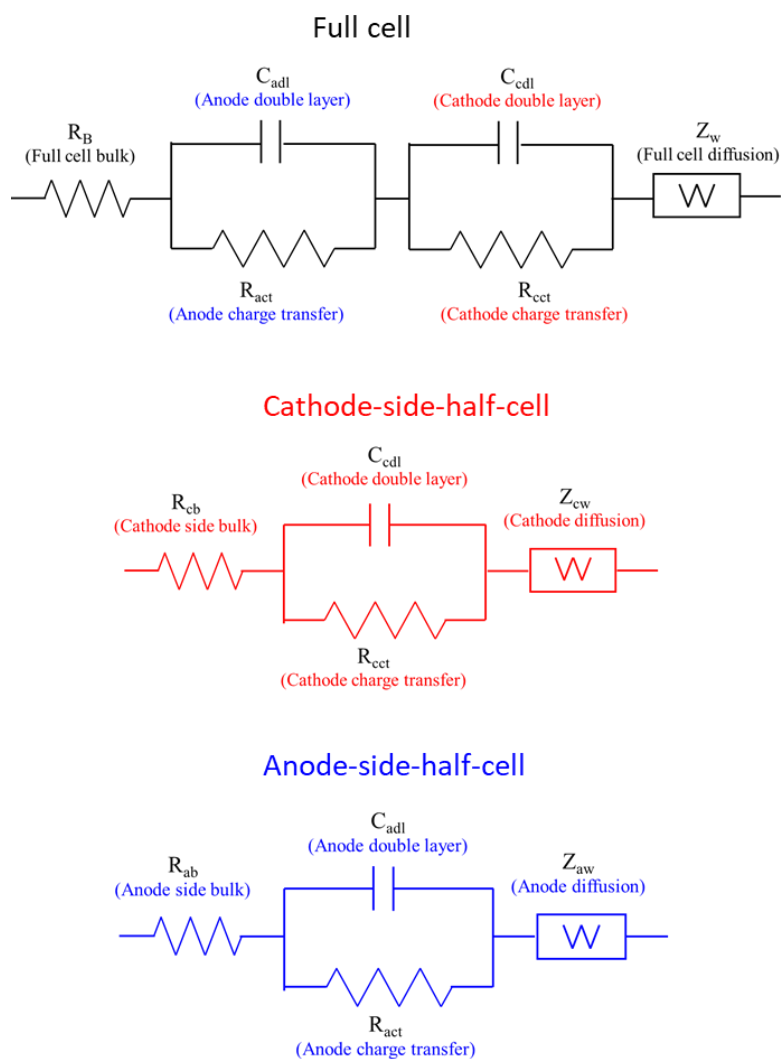 Full cell
C_adl
(Anode double layer)
C_cdl
(Cathode double layer)
R_B
(Full cell bulk)
Z_w
(Full cell diffusion)
W
R_act
(Anode charge transfer)
R_cct
(Cathode charge transfer)
Cathode-side-half-cell
C_cdl
(Cathode double layer)
R_cb
(Cathode side bulk)
Z_cw
(Cathode diffusion)
W
R_cct
(Cathode charge transfer)
Anode-side-half-cell
C_adl
(Anode double layer)
R_ab
(Anode side bulk)
Z_aw
(Anode diffusion)
W
R_act
(Anode charge transfer)